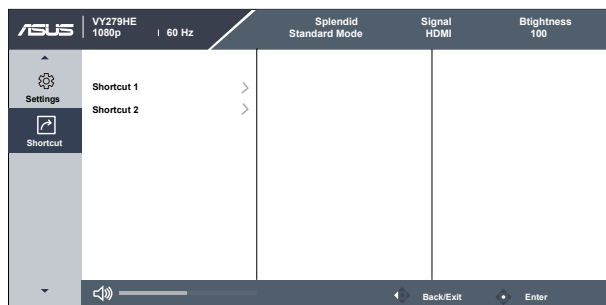 ASUS
VY279HE
1080p | 60 Hz
Splendid
Standard Mode
Signal
HDMI
Btightness
100
Settings
Shortcut
Shortcut 1
Shortcut 2
Back/Exit
Enter